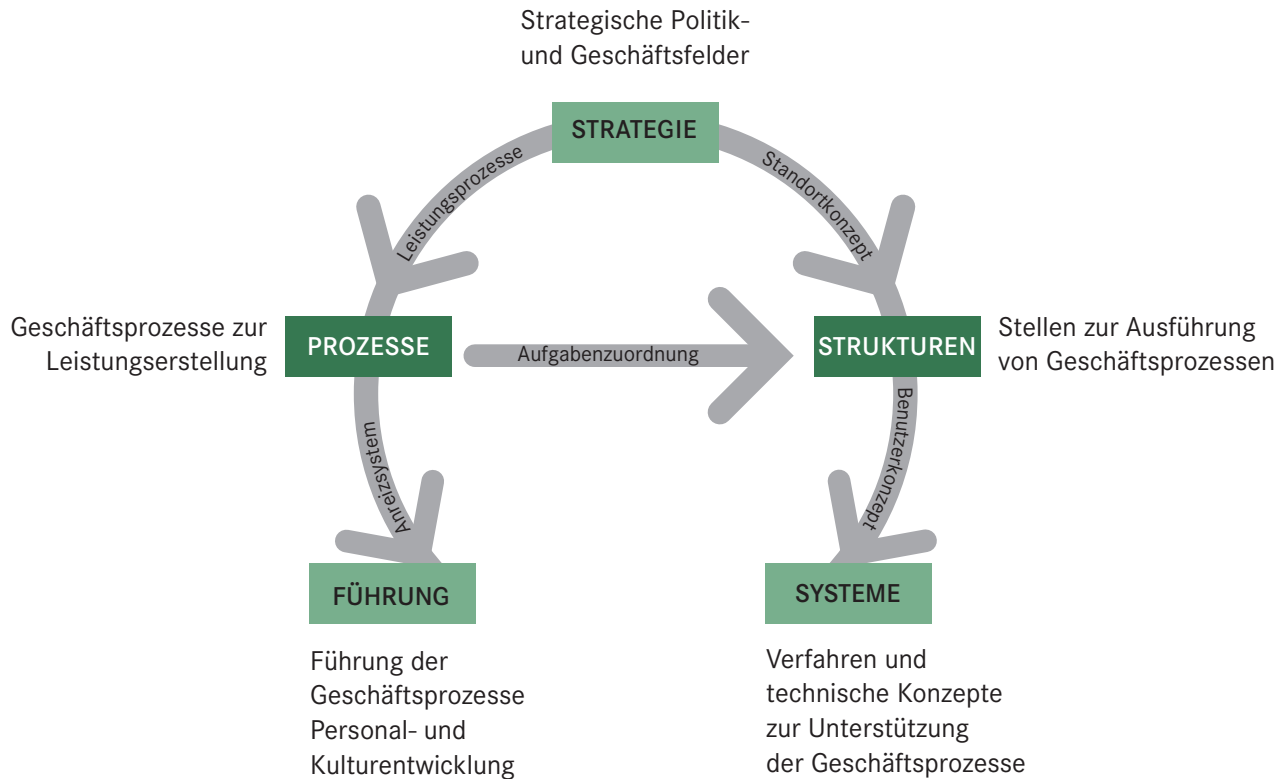 Strategische Politik-
und Geschäftsfelder
STRATEGIE
Leistungsprozesse
Standortkonzept
Geschäftsprozesse zur
Leistungserstellung
PROZESSE
Aufgabenzuordnung
STRUKTUREN
Stellen zur Ausführung
von Geschäftsprozessen
Anreizsystem
Benutzerkonzept
FÜHRUNG
Führung der
Geschäftsprozesse
Personal- und
Kulturentwicklung
SYSTEME
Verfahren und
technische Konzepte
zur Unterstützung
der Geschäftsprozesse